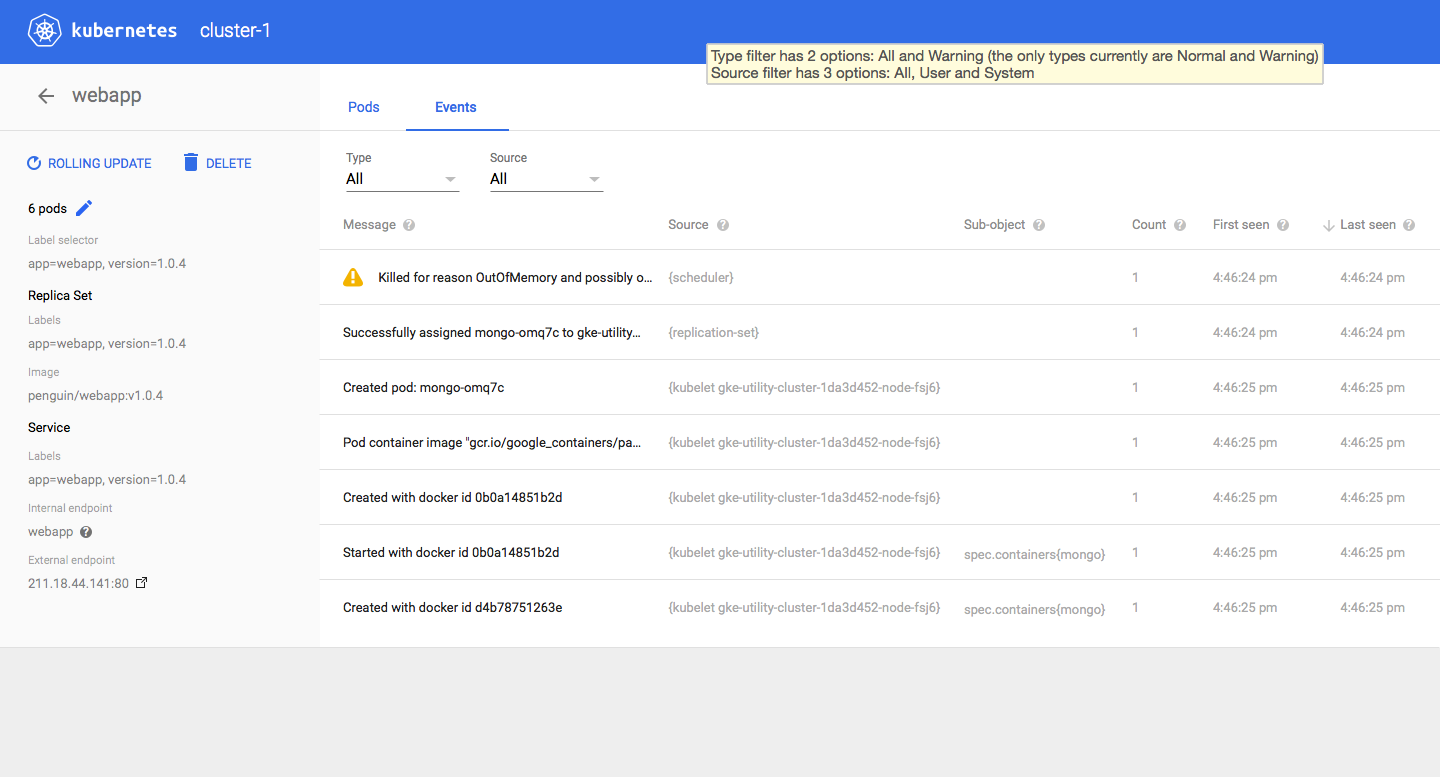 kubernetes cluster-1
Type filter has 2 options: All and Warning (the only types currently are Normal and Warning)
Source filter has 3 options: All, User and System
webapp
Pods Events
ROLLING UPDATE DELETE
6 pods
Label selector
app=webapp, version=1.0.4
Replica Set
Labels
app=webapp, version=1.0.4
Image
penguin/webapp:v1.0.4
Service
Labels
app=webapp, version=1.0.4
Internal endpoint
webapp ?
External endpoint
211.18.44.141:80
Type Source
All All
Message ? Source ? Sub-object ? Count ? First seen ? Last seen ?
Killed for reason OutOfMemory and possibly o... {scheduler} 1 4:46:24 pm 4:46:24 pm
Successfully assigned mongo-omq7c to gke-utility... {replication-set} 1 4:46:24 pm 4:46:24 pm
Created pod: mongo-omq7c {kubelet gke-utility-cluster-1da3d452-node-fsj6} 1 4:46:25 pm 4:46:25 pm
Pod container image "gcr.io/google_containers/pa... {kubelet gke-utility-cluster-1da3d452-node-fsj6} 1 4:46:25 pm 4:46:25 pm
Created with docker id 0b0a14851b2d {kubelet gke-utility-cluster-1da3d452-node-fsj6} 1 4:46:25 pm 4:46:25 pm
Started with docker id 0b0a14851b2d {kubelet gke-utility-cluster-1da3d452-node-fsj6} spec.containers{mongo} 1 4:46:25 pm 4:46:25 pm
Created with docker id d4b78751263e {kubelet gke-utility-cluster-1da3d452-node-fsj6} spec.containers{mongo} 1 4:46:25 pm 4:46:25 pm